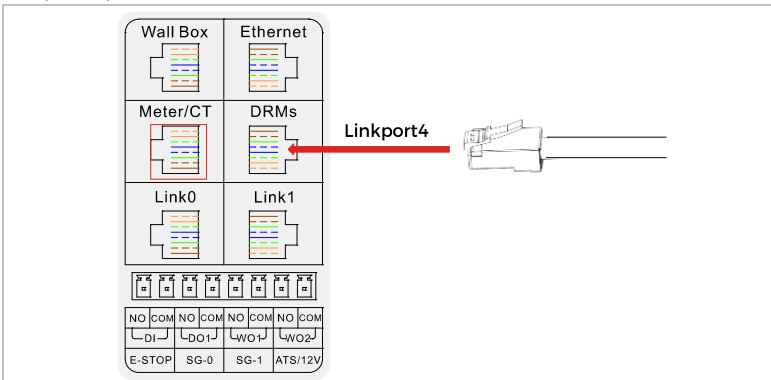 Wall Box Ethernet
Meter/CT DRMs
Linkport4
Link0 Link1
NO COM NO COM NO COM NO COM
DI DO1 WO1 WO2
E-STOP SG-0 SG-1 ATS/12V